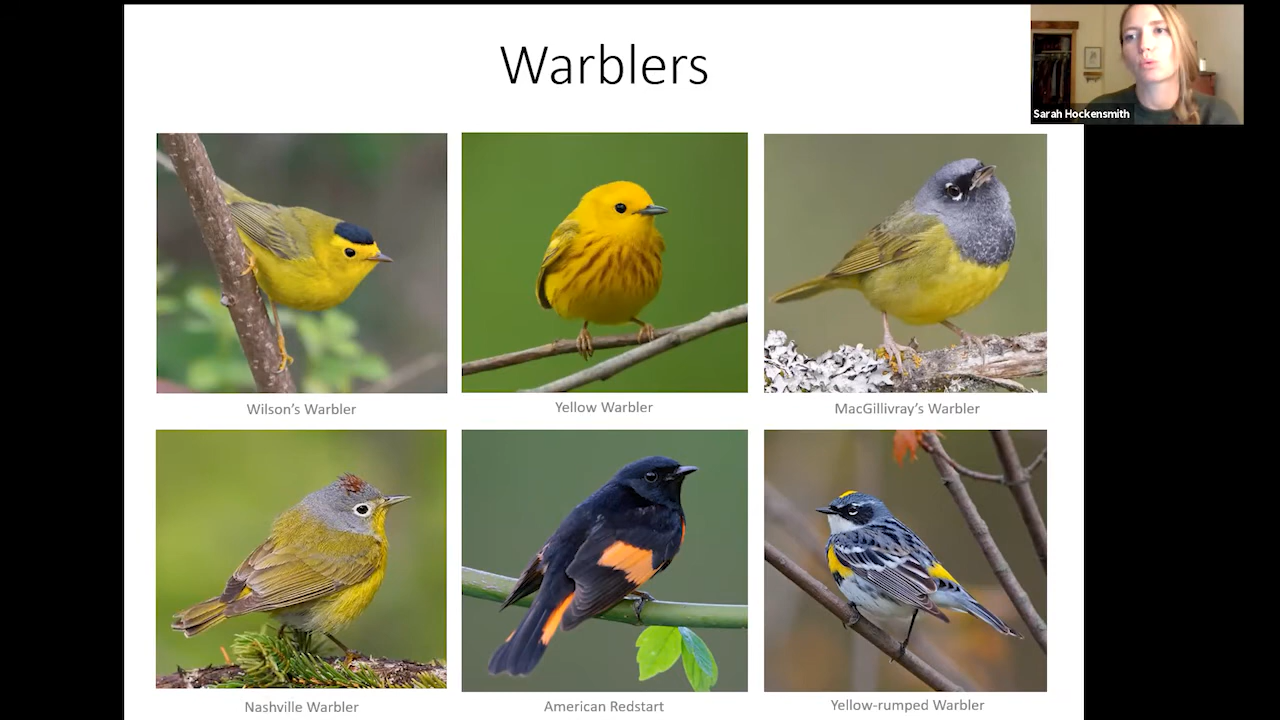 Warblers
Sarah Hockensmith
Wilson’s Warbler
Yellow Warbler
MacGillivray’s Warbler
Nashville Warbler
American Redstart
Yellow-rumped Warbler